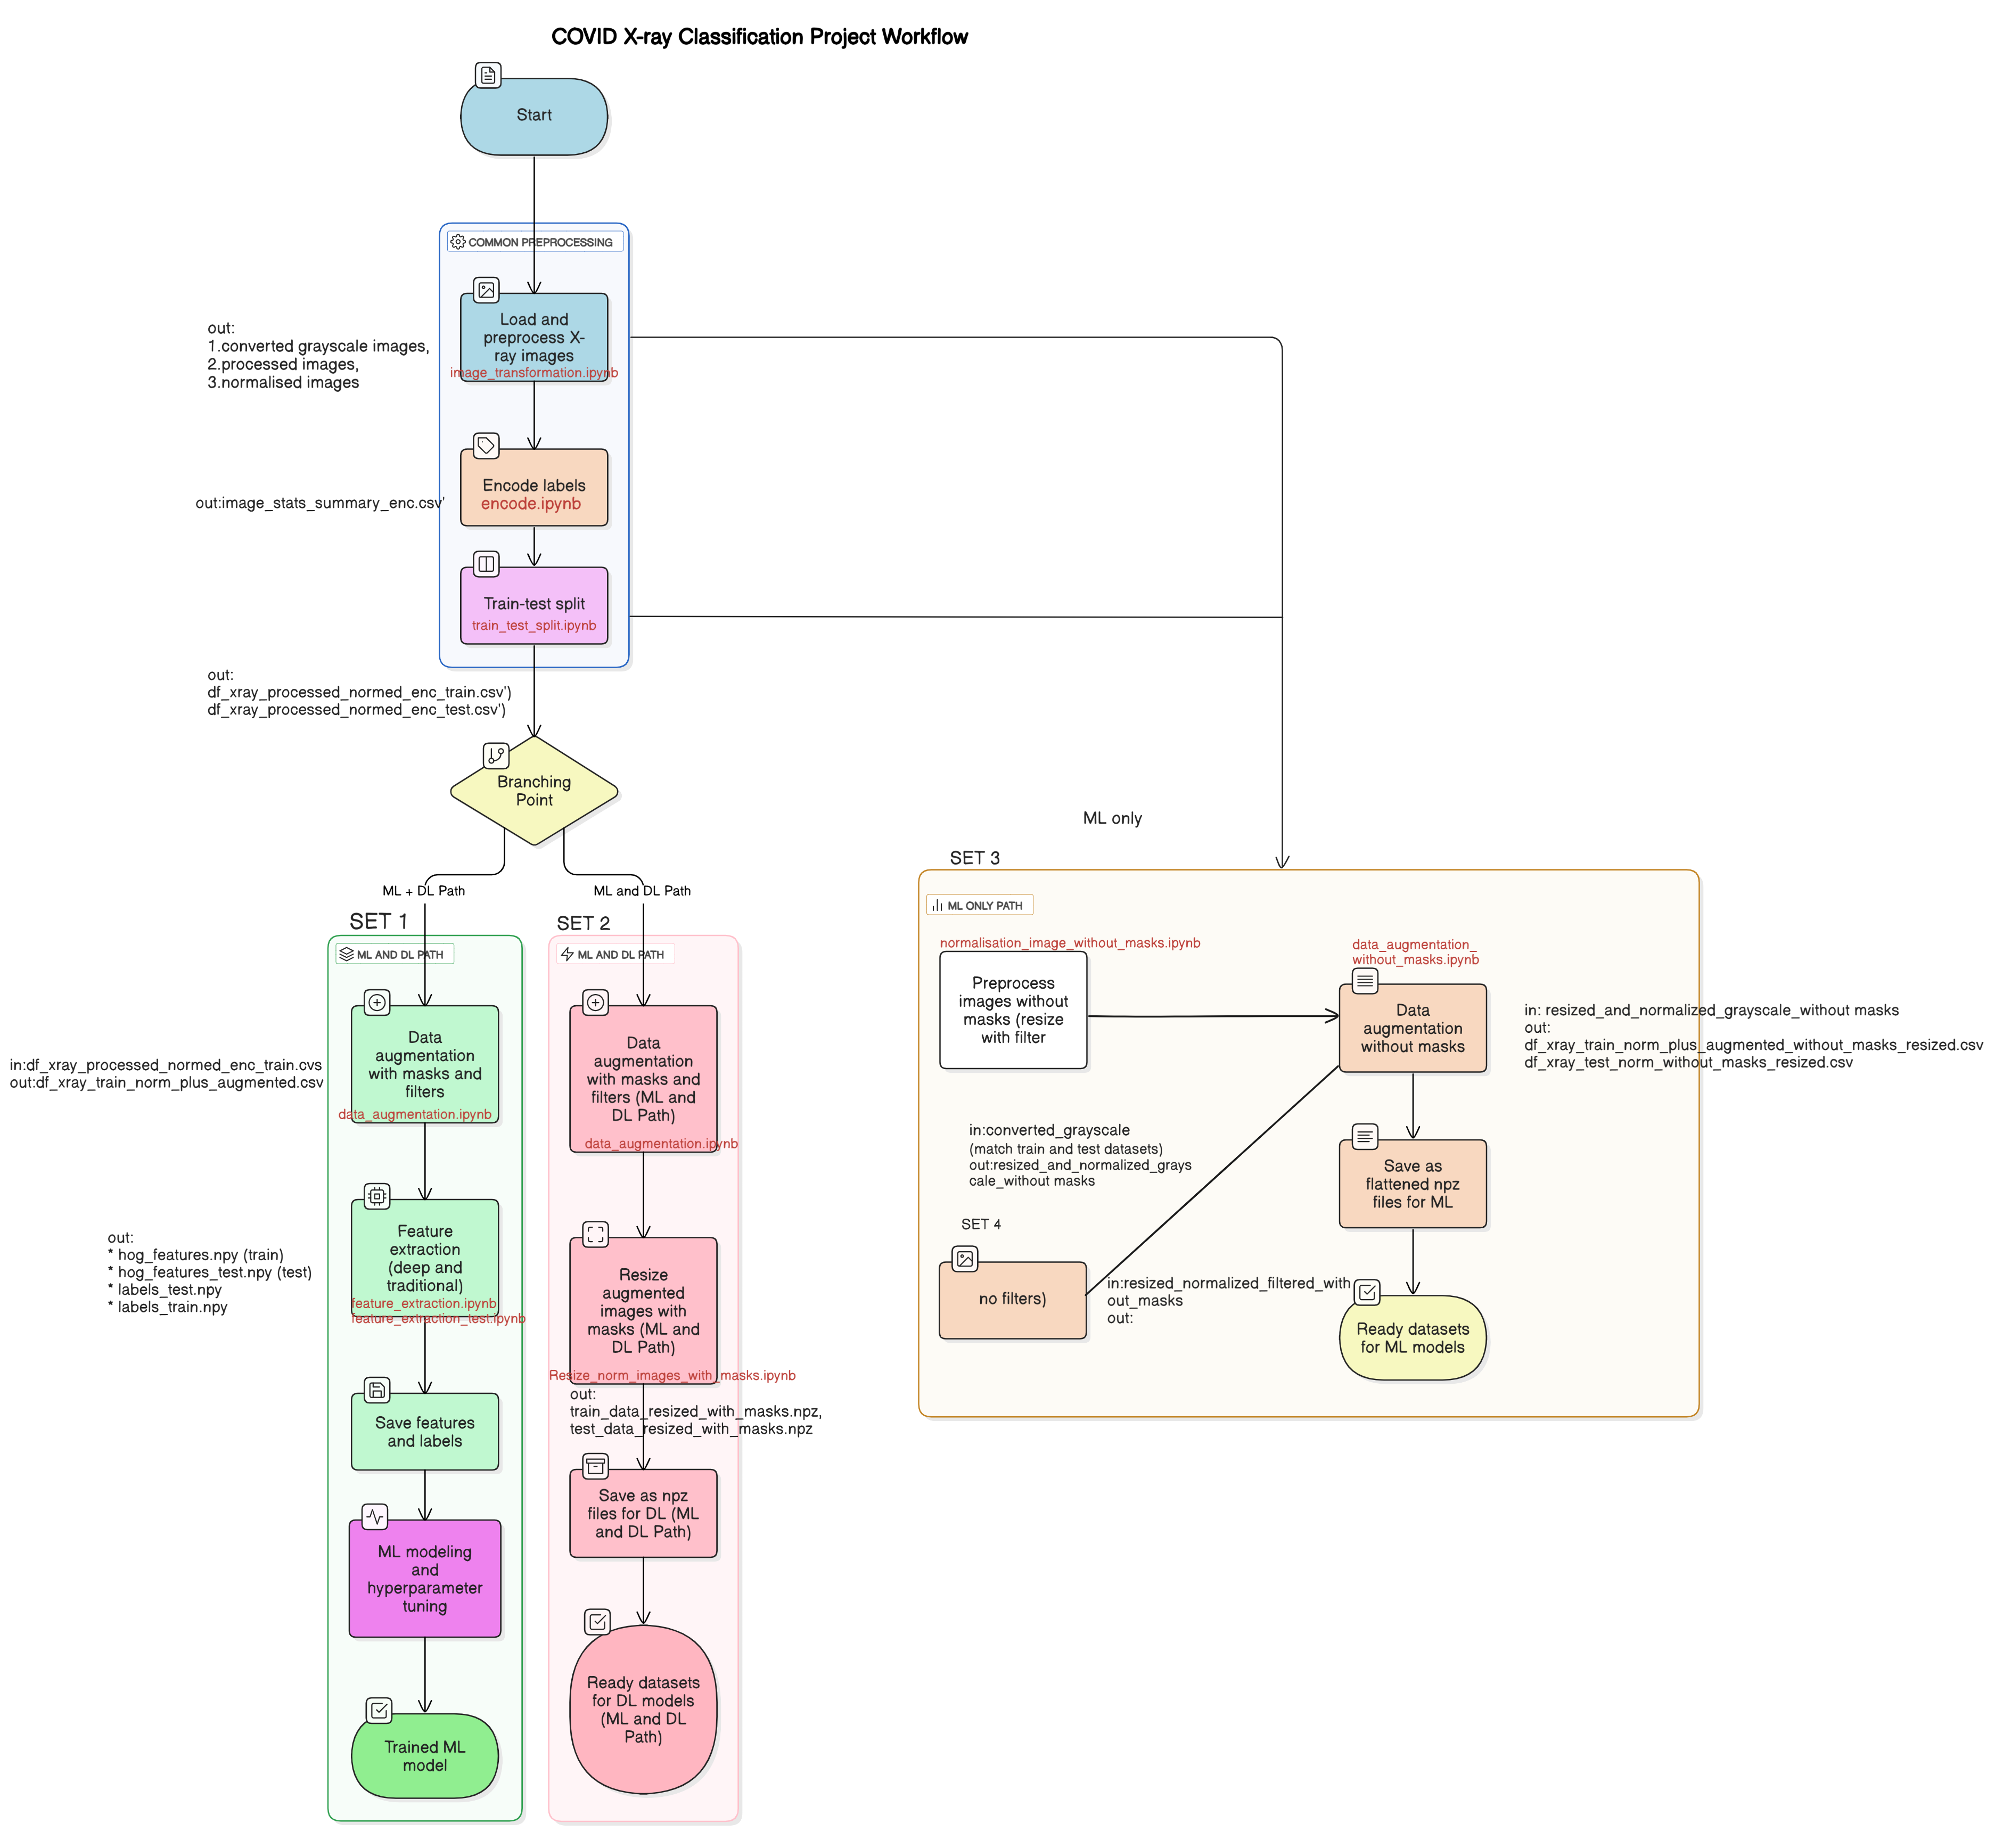 COVID X-ray Classification Project Workflow
Start
COMMON PREPROCESSING
Load and
preprocess X-
ray images
image_transformation.ipynb
out:
1.converted grayscale images,
2.processed images,
3.normalised images
Encode labels
encode.ipynb
out:image_stats_summary_enc.csv'
Train-test split
train_test_split.ipynb
out:
df_xray_processed_normed_enc_train.csv')
df_xray_processed_normed_enc_test.csv')
Branching
Point
ML + DL Path
ML and DL Path
SET 1
ML AND DL PATH
Data
augmentation
with masks and
filters
data_augmentation.ipynb
in:df_xray_processed_normed_enc_train.cvs
out:df_xray_train_norm_plus_augmented.csv
Feature
extraction
(deep and
traditional)
feature_extraction.ipynb
feature_extraction_test.ipynb
out:
* hog_features.npy (train)
* hog_features_test.npy (test)
* labels_test.npy
* labels_train.npy
Save features
and labels
ML modeling
and
hyperparameter
tuning
Trained ML
model
SET 2
ML AND DL PATH
Data
augmentation
with masks and
filters (ML and
DL Path)
data_augmentation.ipynb
Resize
augmented
images with
masks (ML and
DL Path)
Resize_norm_images_with_masks.ipynb
out:
train_data_resized_with_masks.npz,
test_data_resized_with_masks.npz
Save as npz
files for DL (ML
and DL Path)
Ready datasets
for DL models
(ML and DL
Path)
ML only
SET 3
ML ONLY PATH
normalisation_image_without_masks.ipynb
Preprocess
images without
masks (resize
with filter
data_augmentation_
without_masks.ipynb
Data
augmentation
without masks
in: resized_and_normalized_grayscale_without masks
out:
df_xray_train_norm_plus_augmented_without_masks_resized.csv
df_xray_test_norm_without_masks_resized.csv
in:converted_grayscale
(match train and test datasets)
out:resized_and_normalized_grays
cale_without masks
Save as
flattened npz
files for ML
SET 4
no filters)
in:resized_normalized_filtered_with
out_masks
out:
Ready datasets
for ML models